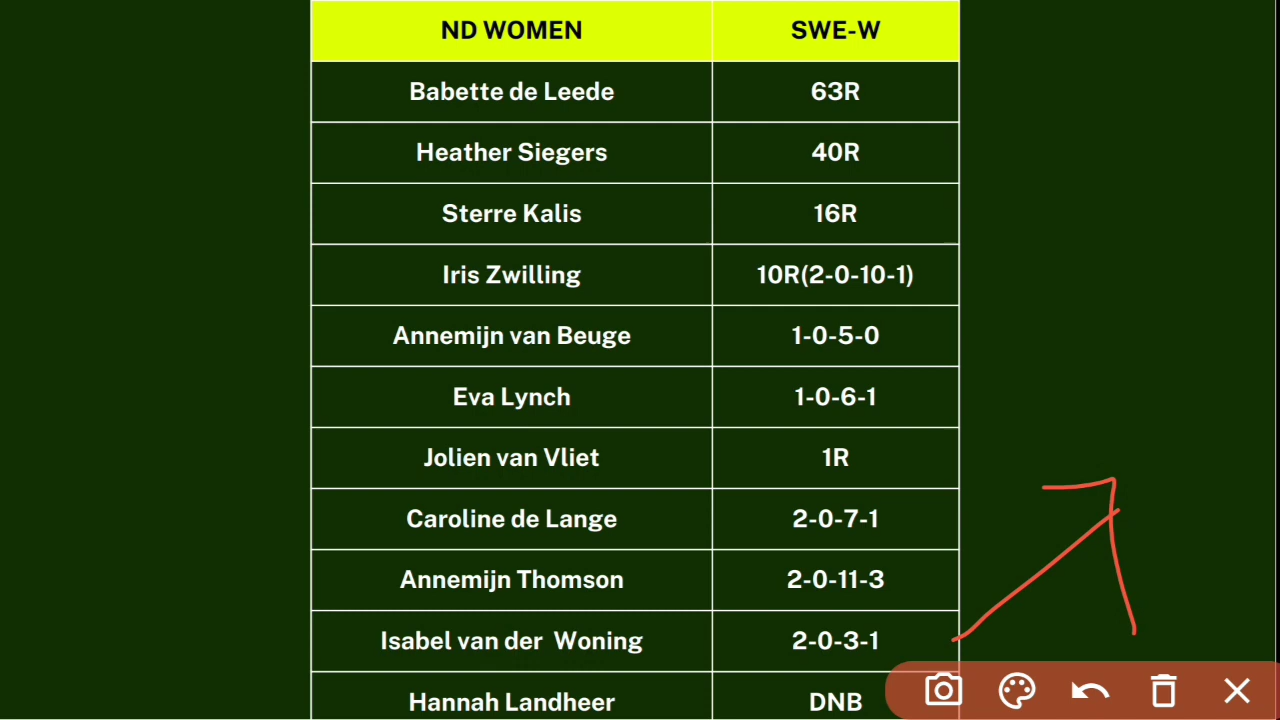 ND WOMEN SWE-W
Babette de Leede 63R
Heather Siegers 40R
Sterre Kalis 16R
Iris Zwilling 10R(2-0-10-1)
Annemijn van Beuge 1-0-5-0
Eva Lynch 1-0-6-1
Jolien van Vliet 1R
Caroline de Lange 2-0-7-1
Annemijn Thomson 2-0-11-3
Isabel van der Woning 2-0-3-1
Hannah Landheer DNB